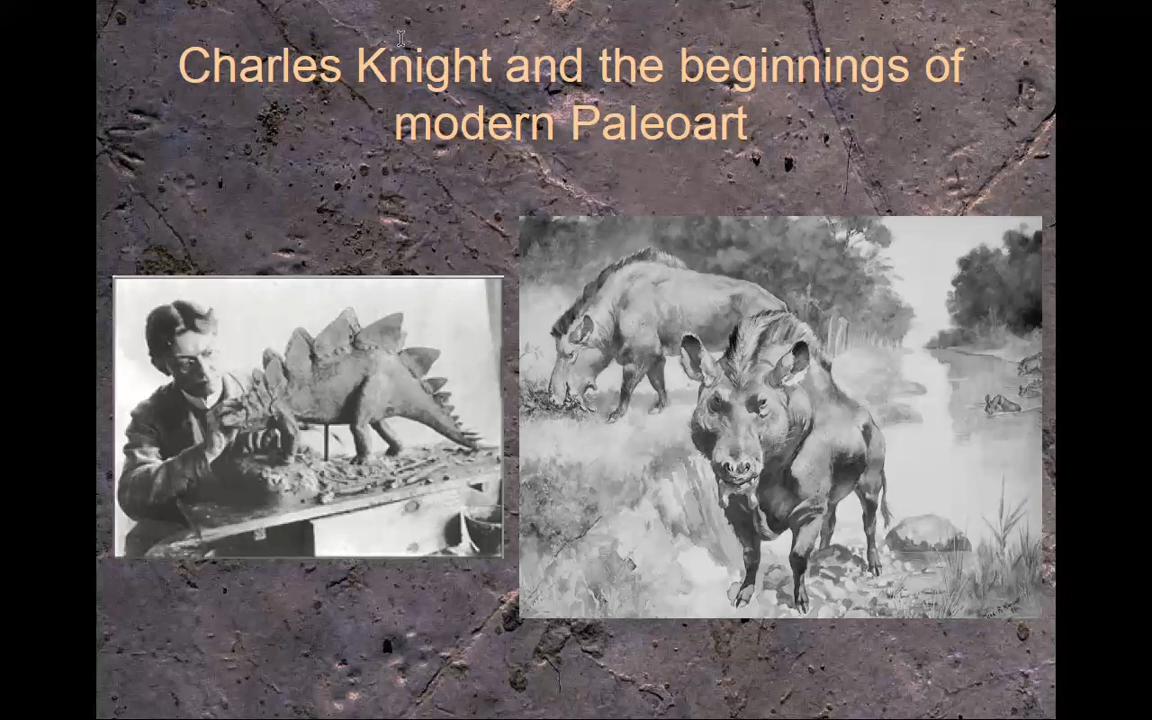 Charles Knight and the beginnings of
modern Paleoart